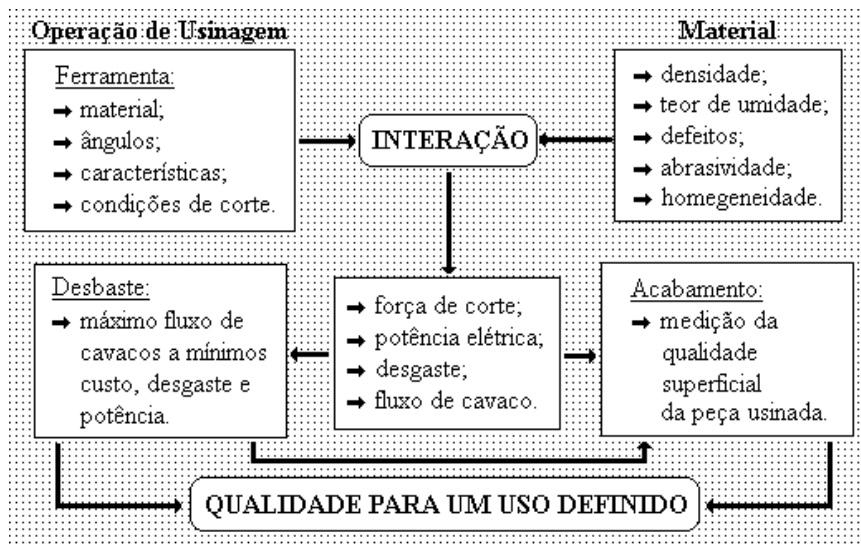 Operação de Usinagem
Ferramenta:
➞ material;
➞ ângulos;
➞ características;
➞ condições de corte.
INTERAÇÃO
Material
➞ densidade;
➞ teor de umidade;
➞ defeitos;
➞ abrasividade;
➞ homegeneidade.
Desbaste:
➞ máximo fluxo de
cavacos a mínimos
custo, desgaste e
potência.
➞ força de corte;
➞ potência elétrica;
➞ desgaste;
➞ fluxo de cavaco.
Acabamento:
➞ medição da
qualidade
superficial
da peça usinada.
QUALIDADE PARA UM USO DEFINIDO